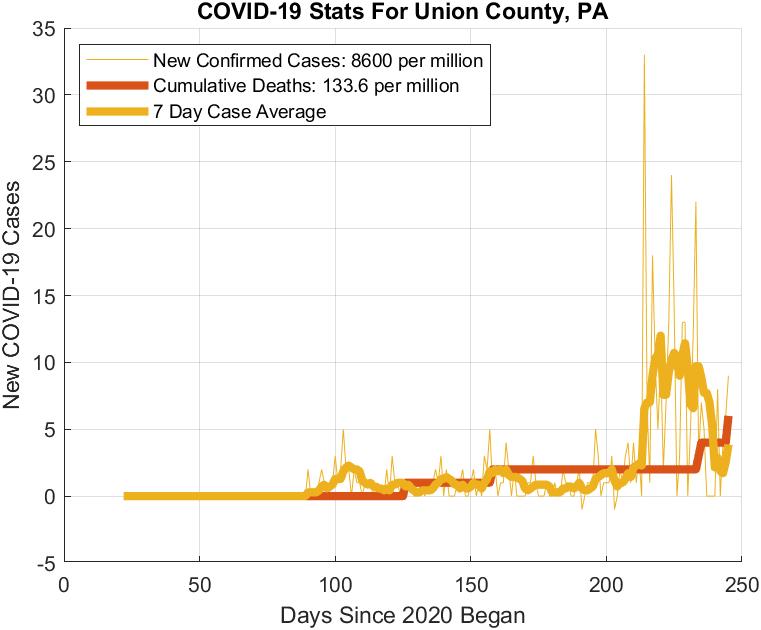 COVID-19 Stats For Union County, PA
New Confirmed Cases: 8600 per million
Cumulative Deaths: 133.6 per million
7 Day Case Average
New COVID-19 Cases
35
30
25
20
15
10
5
0
-5
0 50 100 150 200 250
Days Since 2020 Began